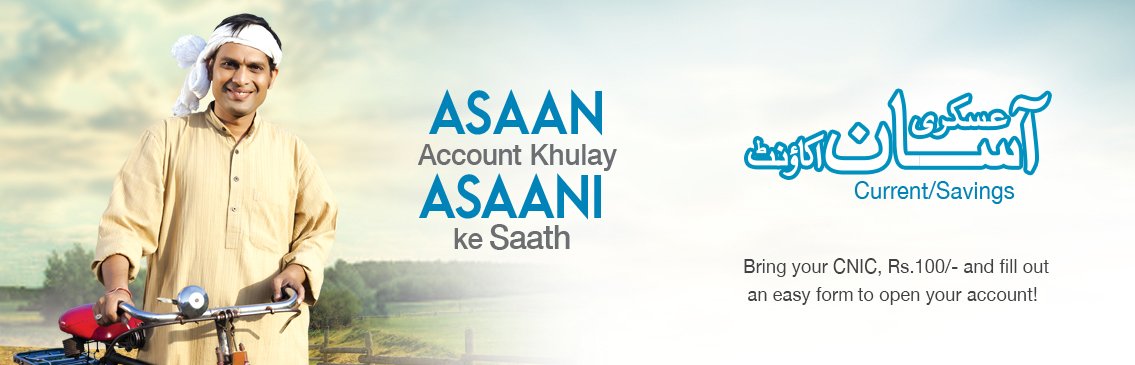 ASAAN
Account Khulay
ASAANI
ke Saath
عسکری
آسان اکاؤنٹ
Current/Savings
Bring your CNIC, Rs.100/- and fill out
an easy form to open your account!